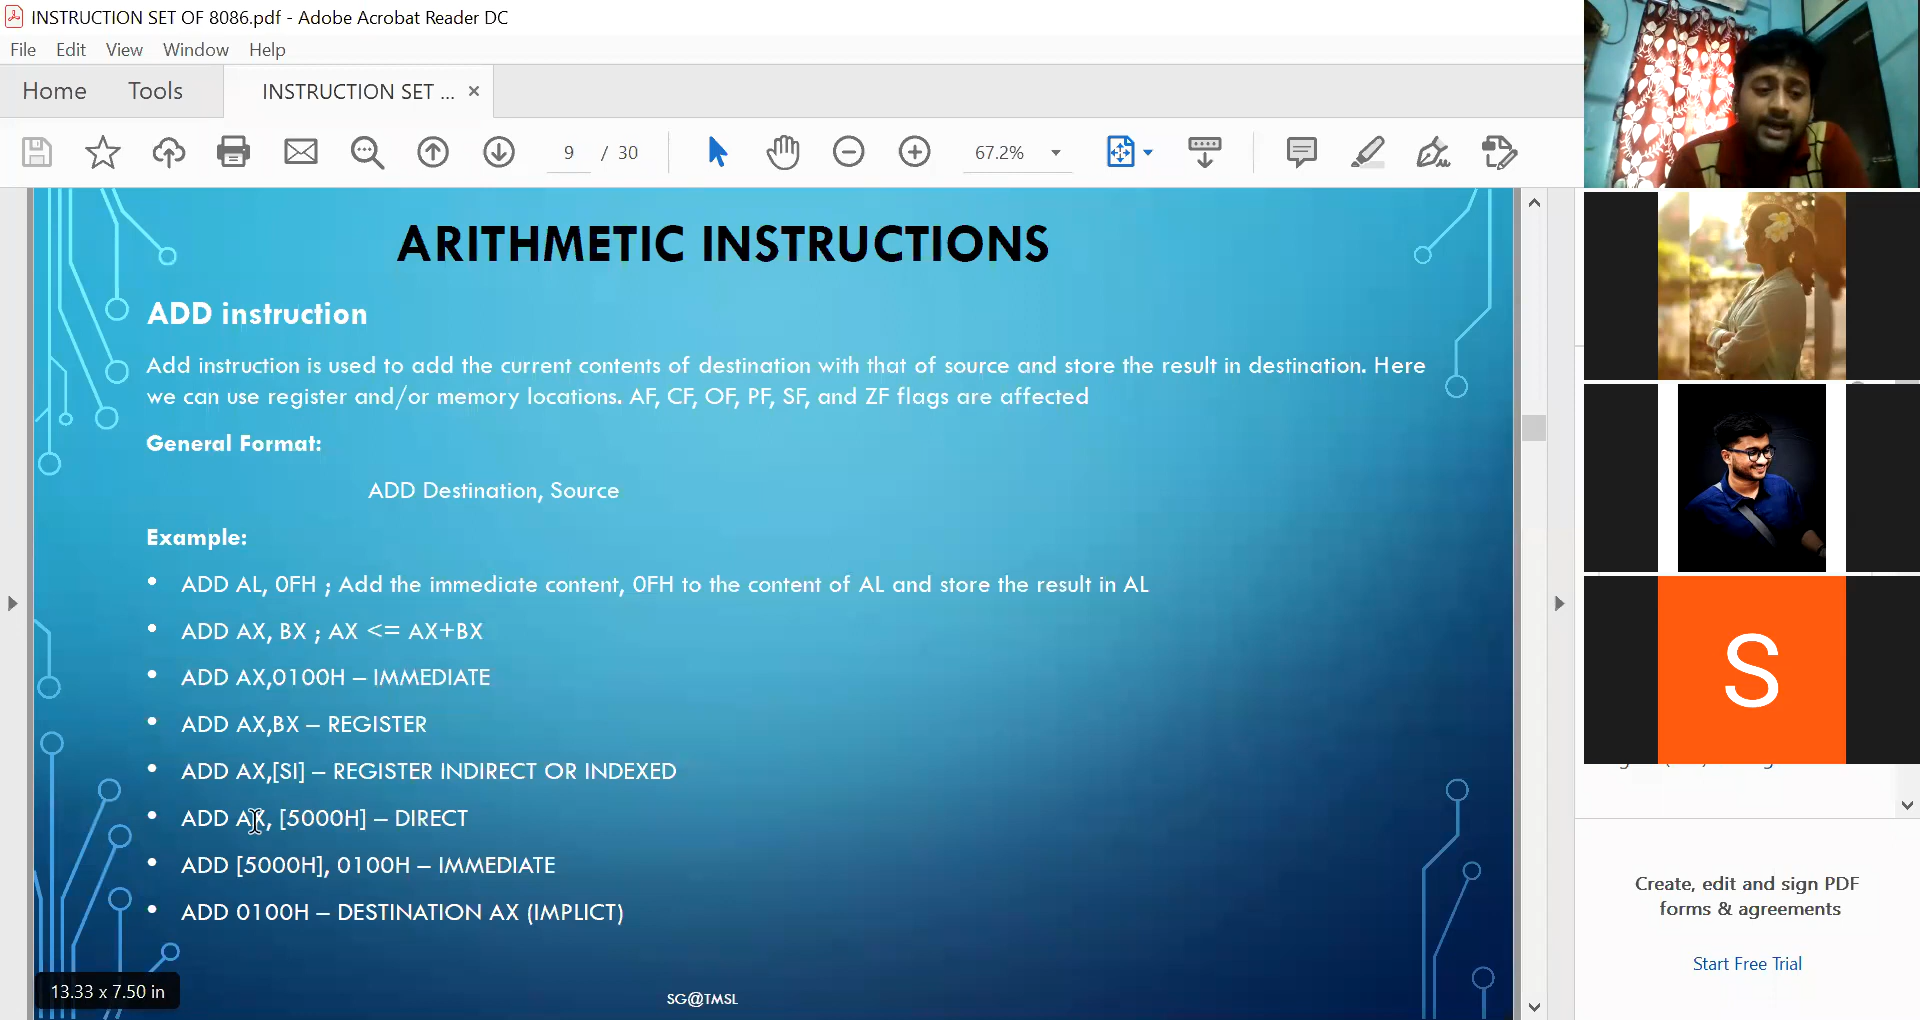 INSTRUCTION SET OF 8086.pdf - Adobe Acrobat Reader DC
File Edit View Window Help
Home Tools INSTRUCTION SET ... ×
9 / 30 67.2%
ARITHMETIC INSTRUCTIONS
ADD instruction
Add instruction is used to add the current contents of destination with that of source and store the result in destination. Here
we can use register and/or memory locations. AF, CF, OF, PF, SF, and ZF flags are affected
General Format:
ADD Destination, Source
Example:
• ADD AL, 0FH ; Add the immediate content, 0FH to the content of AL and store the result in AL
• ADD AX, BX ; AX <= AX+BX
• ADD AX,0100H – IMMEDIATE
• ADD AX,BX – REGISTER
• ADD AX,[SI] – REGISTER INDIRECT OR INDEXED
• ADD AX, [5000H] – DIRECT
• ADD [5000H], 0100H – IMMEDIATE
• ADD 0100H – DESTINATION AX (IMPLICT)
13.33 x 7.50 in
SG@TMSL
S
Create, edit and sign PDF
forms & agreements
Start Free Trial